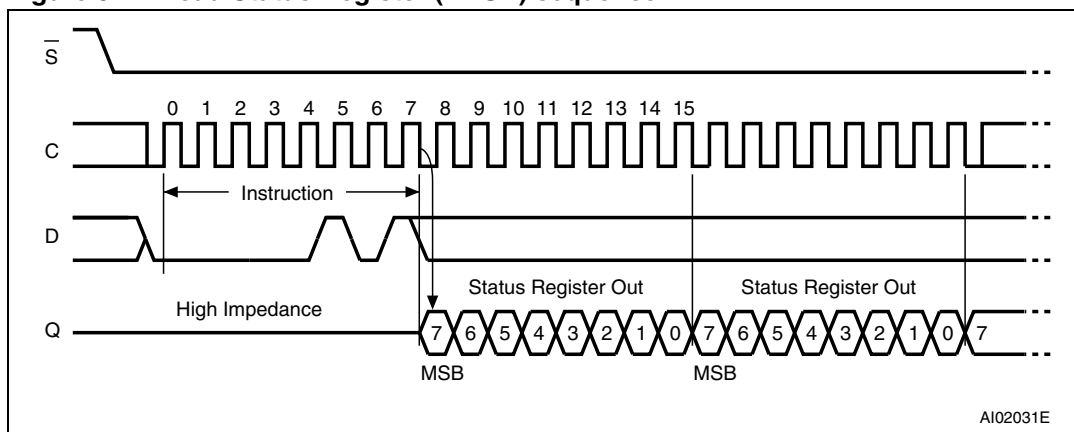 S
0 1 2 3 4 5 6 7 8 9 10 11 12 13 14 15
C
Instruction
D
Status Register Out Status Register Out
High Impedance
Q 7 6 5 4 3 2 1 0 7 6 5 4 3 2 1 0 7
MSB MSB
AI02031E